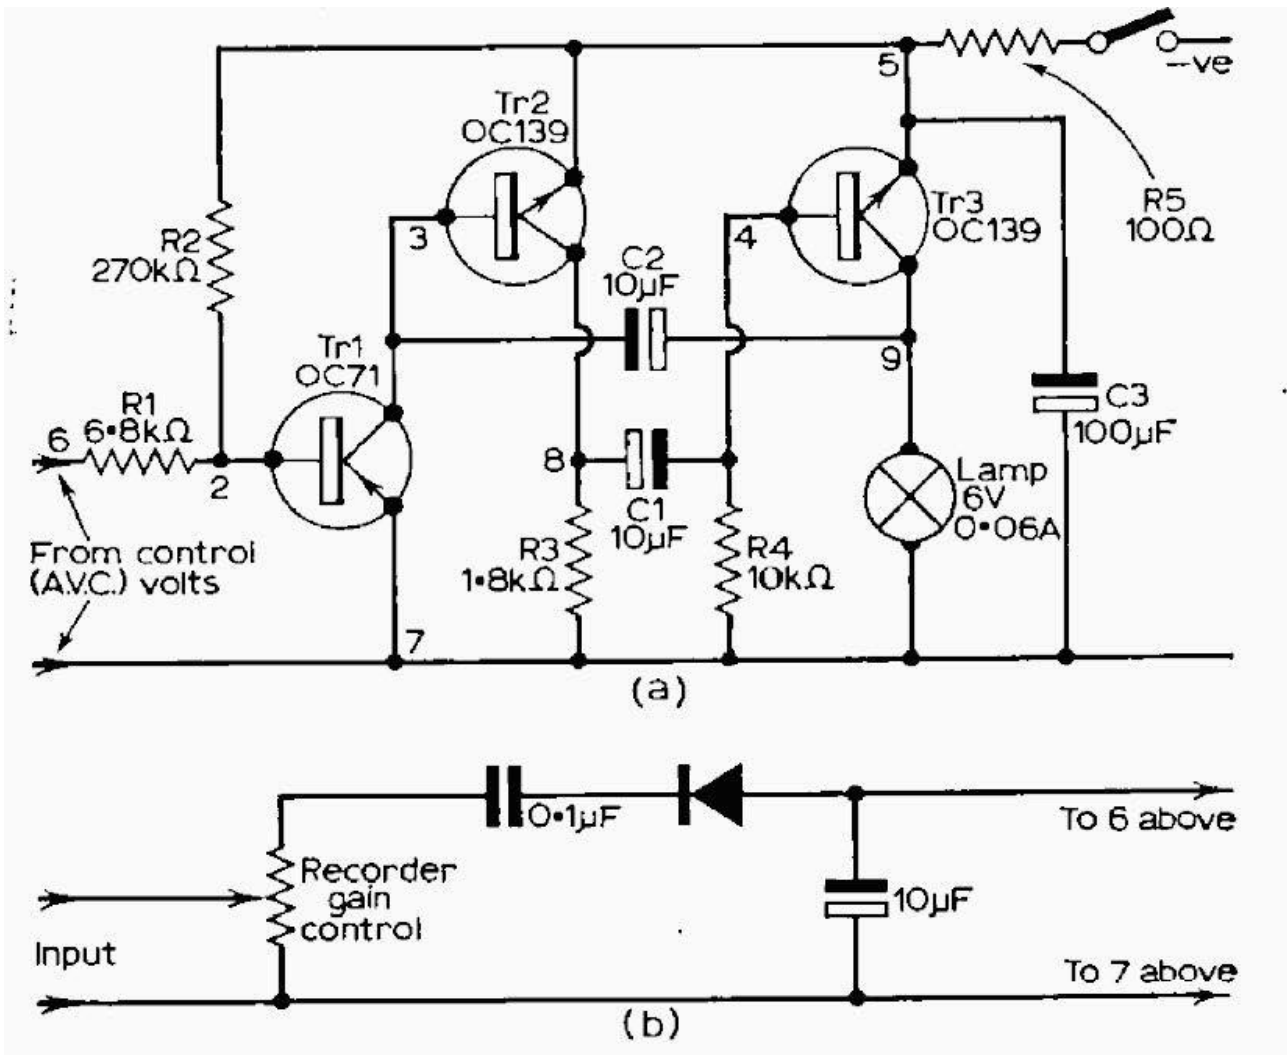 5
–ve
Tr2
OC139
R2
270kΩ
3
4
Tr3
OC139
R5
100Ω
C2
10µF
Tr1
OC71
9
R1
6•8kΩ
6
2
8
C1
10µF
C3
100µF
Lamp
6V
0•06A
From control
(A.V.C.) volts
R3
1•8kΩ
R4
10kΩ
7
(a)
0•1µF
To 6 above
Recorder
gain
control
10µF
Input
To 7 above
(b)